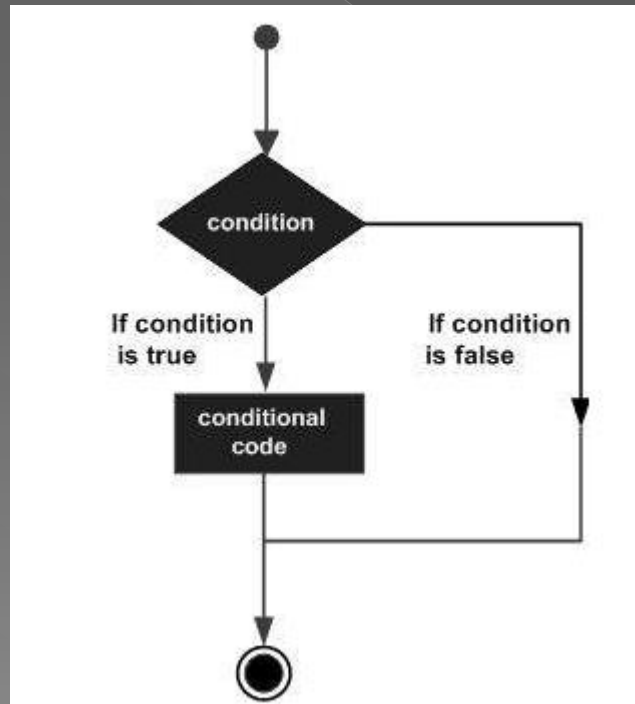 condition
If condition
is true
If condition
is false
conditional
code